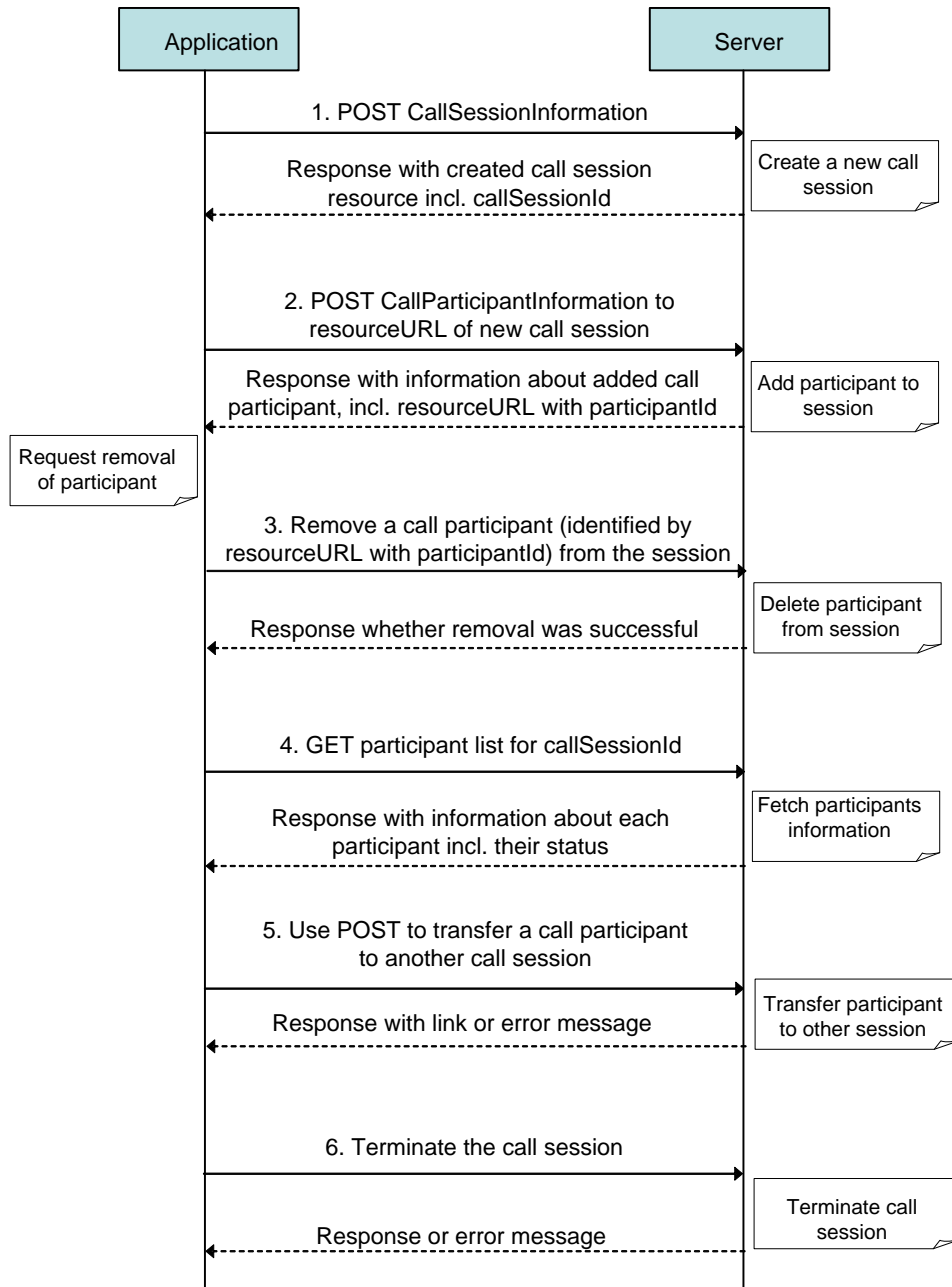 Application
Server
1. POST CallSessionInformation
Create a new call
session
Response with created call session
resource incl. callSessionId
2. POST CallParticipantInformation to
resourceURL of new call session
Response with information about added call
participant, incl. resourceURL with participantId
Add participant to
session
Request removal
of participant
3. Remove a call participant (identified by
resourceURL with participantId) from the session
Delete participant
from session
Response whether removal was successful
4. GET participant list for callSessionId
Fetch participants
information
Response with information about each
participant incl. their status
5. Use POST to transfer a call participant
to another call session
Transfer participant
to other session
Response with link or error message
6. Terminate the call session
Terminate call
session
Response or error message